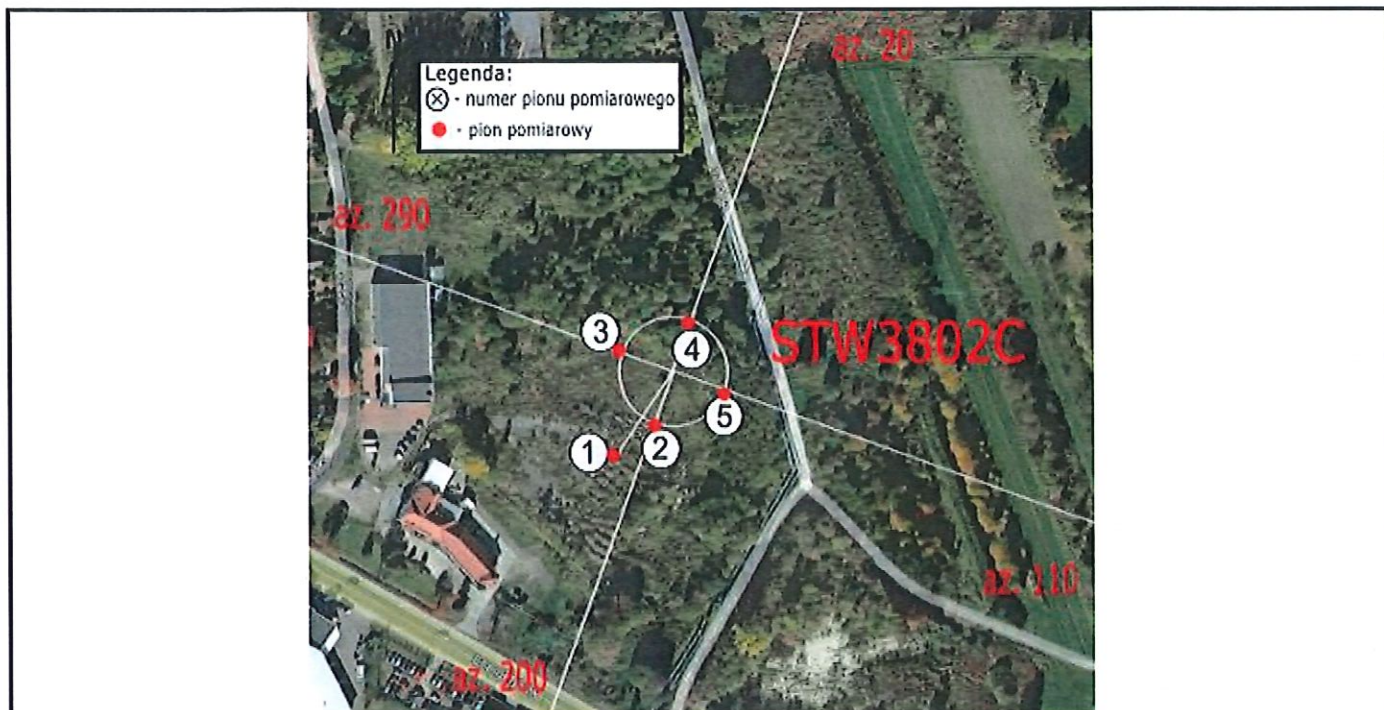 az. 20
Legenda:
Ⓧ - numer pionu pomiarowego
● - pion pomiarowy
az. 290
STW3802C
3
4
5
2
1
az. 110
az. 200